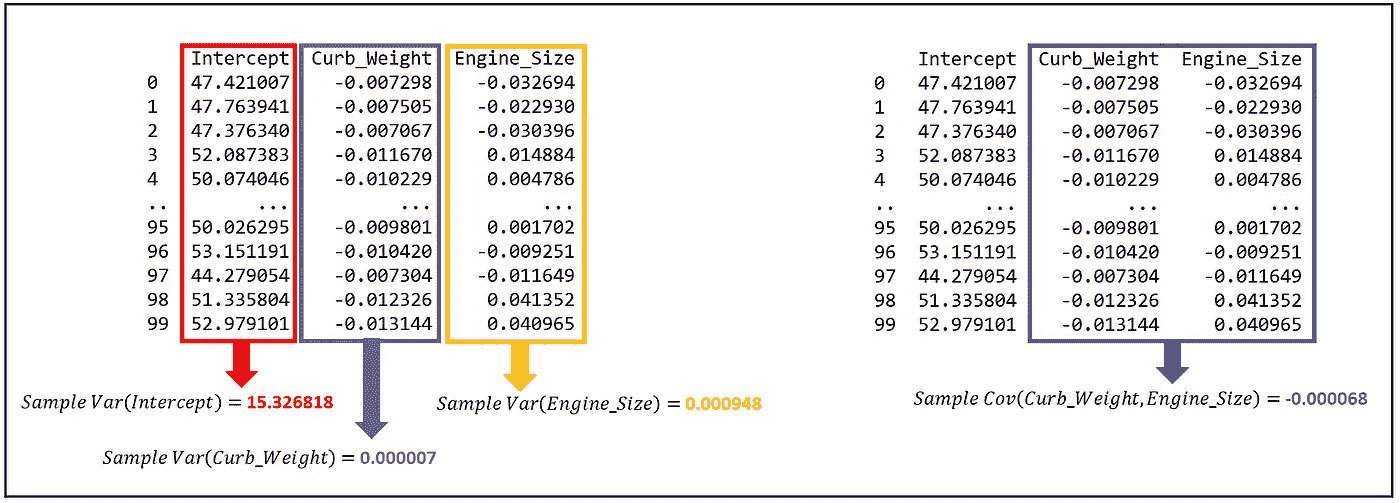 Intercept Curb_Weight Engine_Size
0 47.421007 -0.007298 -0.032694
1 47.763941 -0.007505 -0.022930
2 47.376340 -0.007067 -0.030396
3 52.087383 -0.011670 0.014884
4 50.074046 -0.010229 0.004786
.. ... ... ...
95 50.026295 -0.009801 0.001702
96 53.151191 -0.010420 -0.009251
97 44.279054 -0.007304 -0.011649
98 51.335804 -0.012326 0.041352
99 52.979101 -0.013144 0.040965
Sample Var(Intercept) = 15.326818
Sample Var(Engine_Size) = 0.000948
Sample Var(Curb_Weight) = 0.000007
Intercept Curb_Weight Engine_Size
0 47.421007 -0.007298 -0.032694
1 47.763941 -0.007505 -0.022930
2 47.376340 -0.007067 -0.030396
3 52.087383 -0.011670 0.014884
4 50.074046 -0.010229 0.004786
.. ... ... ...
95 50.026295 -0.009801 0.001702
96 53.151191 -0.010420 -0.009251
97 44.279054 -0.007304 -0.011649
98 51.335804 -0.012326 0.041352
99 52.979101 -0.013144 0.040965
Sample Cov(Curb_Weight,Engine_Size) = -0.000068